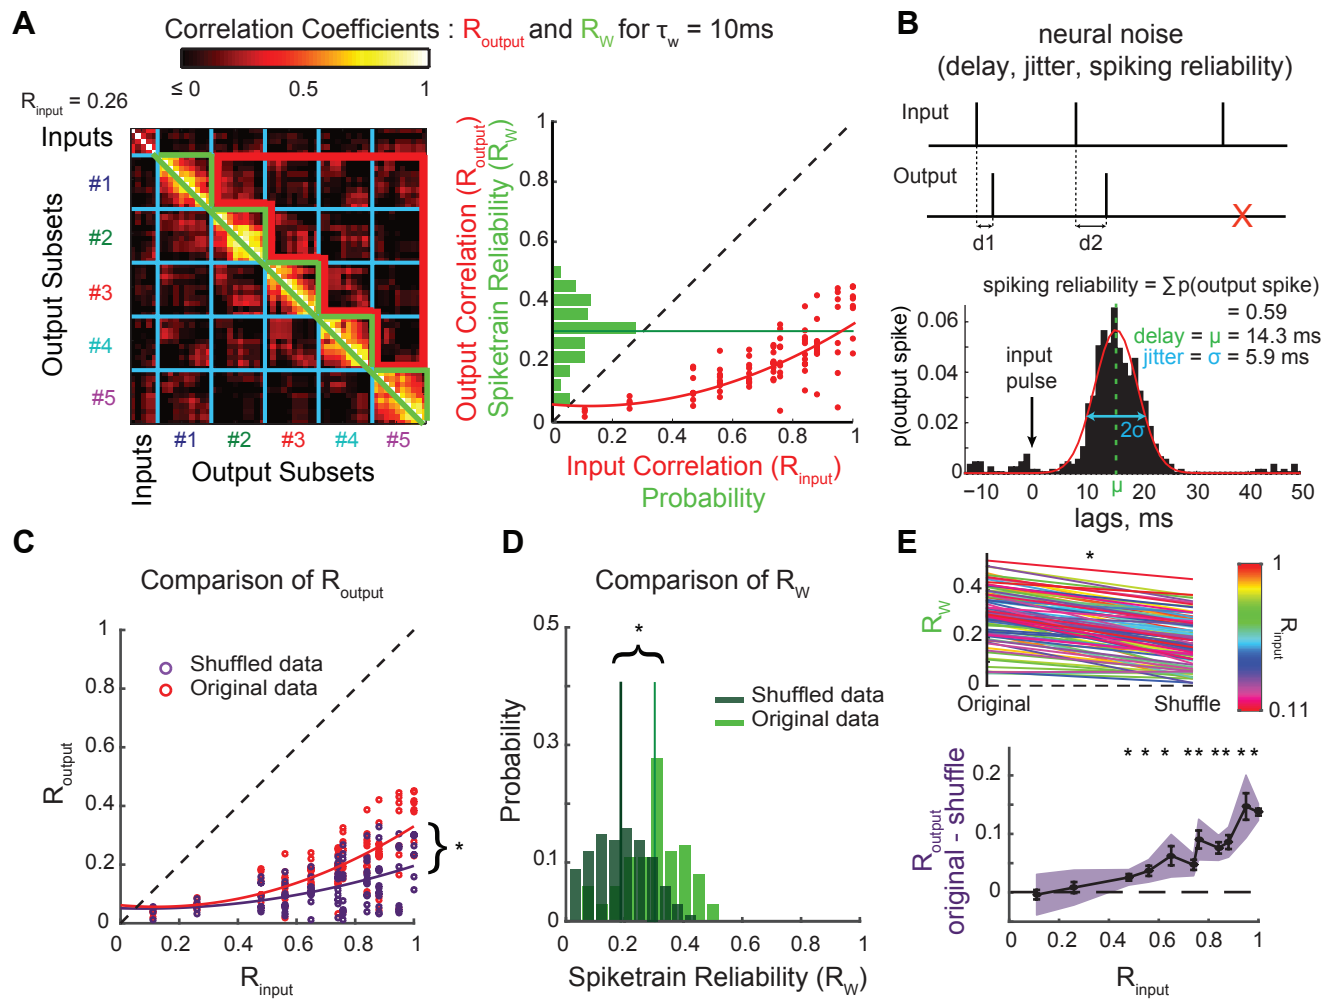 A
Correlation Coefficients : R_output and R_W for τ_w = 10ms
≤ 0 0.5 1
R_input = 0.26
Inputs
#1
#2
#3
#4
#5
Output Subsets
Inputs
#1 #2 #3 #4 #5
Output Subsets
Output Correlation (R_output)
Spiketrain Reliability (R_W)
1
0.8
0.6
0.4
0.2
0
0 0.2 0.4 0.6 0.8 1
Input Correlation (R_input)
Probability
B
neural noise
(delay, jitter, spiking reliability)
Input
Output
X
d1 d2
spiking reliability = ∑ p(output spike)
= 0.59
delay = μ = 14.3 ms
jitter = σ = 5.9 ms
input
pulse
2σ
p(output spike)
0.06
0.04
0.02
0
−10 0 10 μ 20 30 40 50
lags, ms
C
Comparison of R_output
Shuffled data
Original data
R_output
1
0.8
0.6
0.4
0.2
0
*
0 0.2 0.4 0.6 0.8 1
R_input
D
Comparison of R_W
*
Shuffled data
Original data
Probability
0.5
0.3
0.1
0
0 0.2 0.4 0.6 0.8 1
Spiketrain Reliability (R_W)
E
*
R_W
0.4
0.2
0
Original Shuffle
1
R_input
0.11
* * * ** ** * *
R_output
original - shuffle
0.2
0.1
0
0 0.2 0.4 0.6 0.8 1
R_input